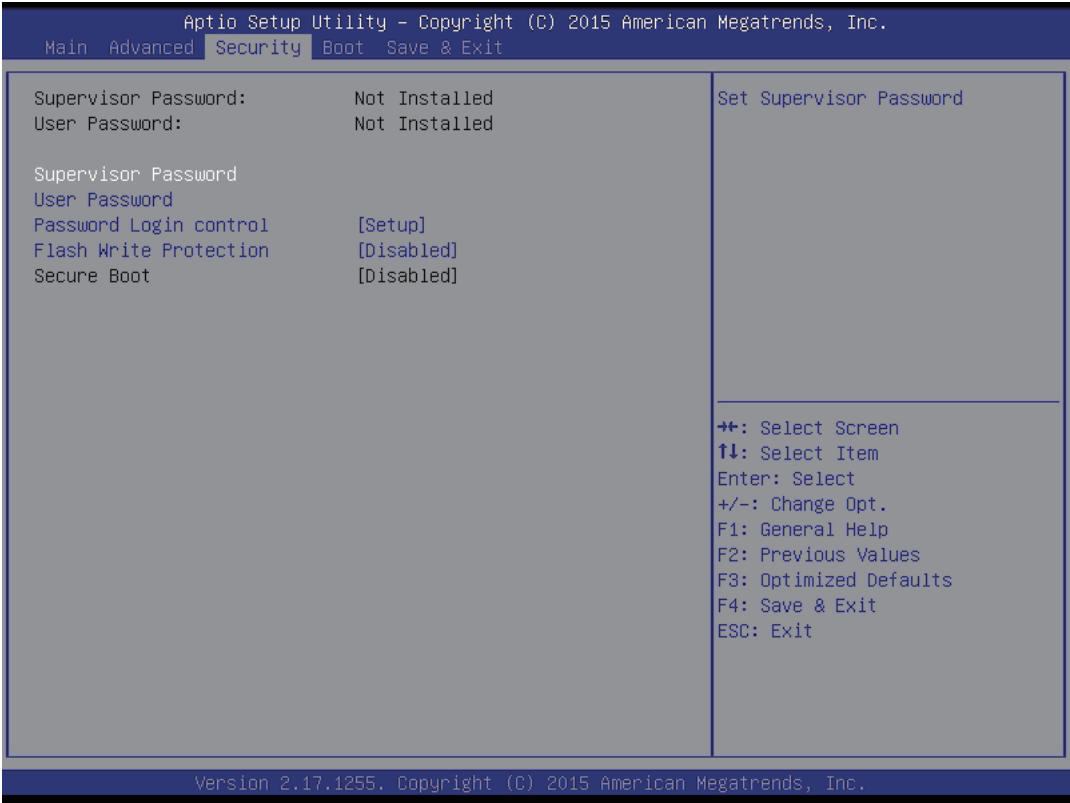 Aptio Setup Utility – Copyright (C) 2015 American Megatrends, Inc.
Main Advanced Security Boot Save & Exit
Supervisor Password: Not Installed
User Password: Not Installed
Supervisor Password
User Password
Password Login control [Setup]
Flash Write Protection [Disabled]
Secure Boot [Disabled]
Set Supervisor Password
→←: Select Screen
↑↓: Select Item
Enter: Select
+/-: Change Opt.
F1: General Help
F2: Previous Values
F3: Optimized Defaults
F4: Save & Exit
ESC: Exit
Version 2.17.1255. Copyright (C) 2015 American Megatrends, Inc.